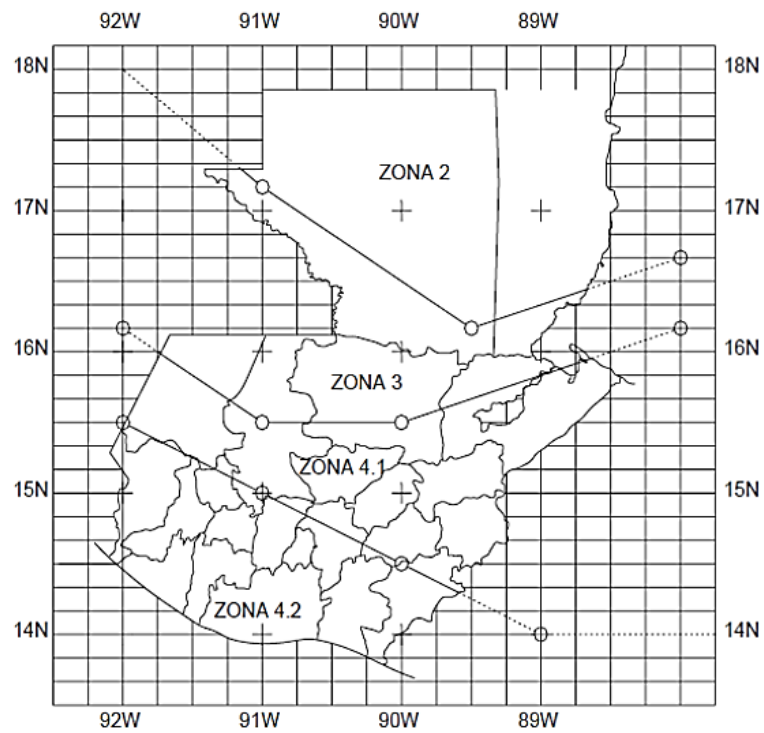 92W 91W 90W 89W
18N 18N
ZONA 2
17N 17N
16N 16N
ZONA 3
ZONA 4.1
15N 15N
ZONA 4.2
14N 14N
92W 91W 90W 89W